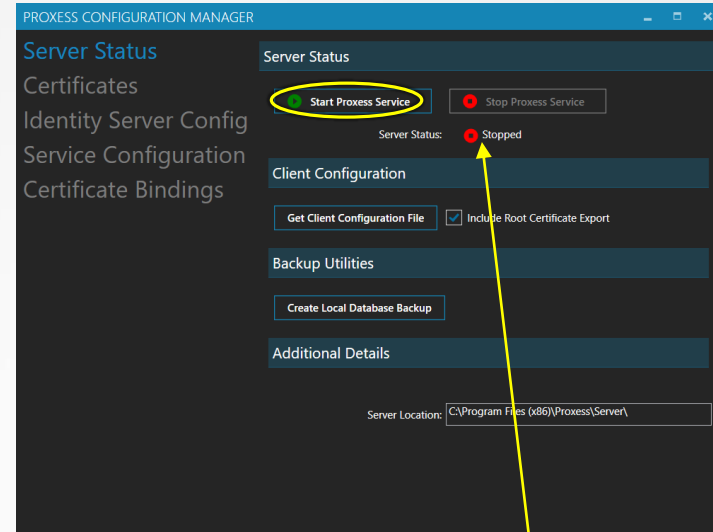 PROXESS CONFIGURATION MANAGER
Server Status
Certificates
Identity Server Config
Service Configuration
Certificate Bindings
Server Status
Start Proxess Service
Stop Proxess Service
Server Status:
Stopped
Client Configuration
Get Client Configuration File
Include Root Certificate Export
Backup Utilities
Create Local Database Backup
Additional Details
Server Location:
C:\Program Files (x86)\Proxess\Server\